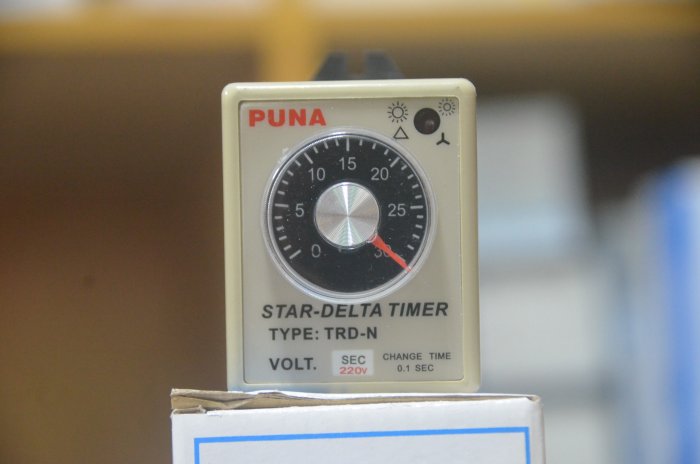 PUNA
15
10 20
5 25
0 30
STAR-DELTA TIMER
TYPE: TRD-N
VOLT. SEC CHANGE TIME
220V 0.1 SEC